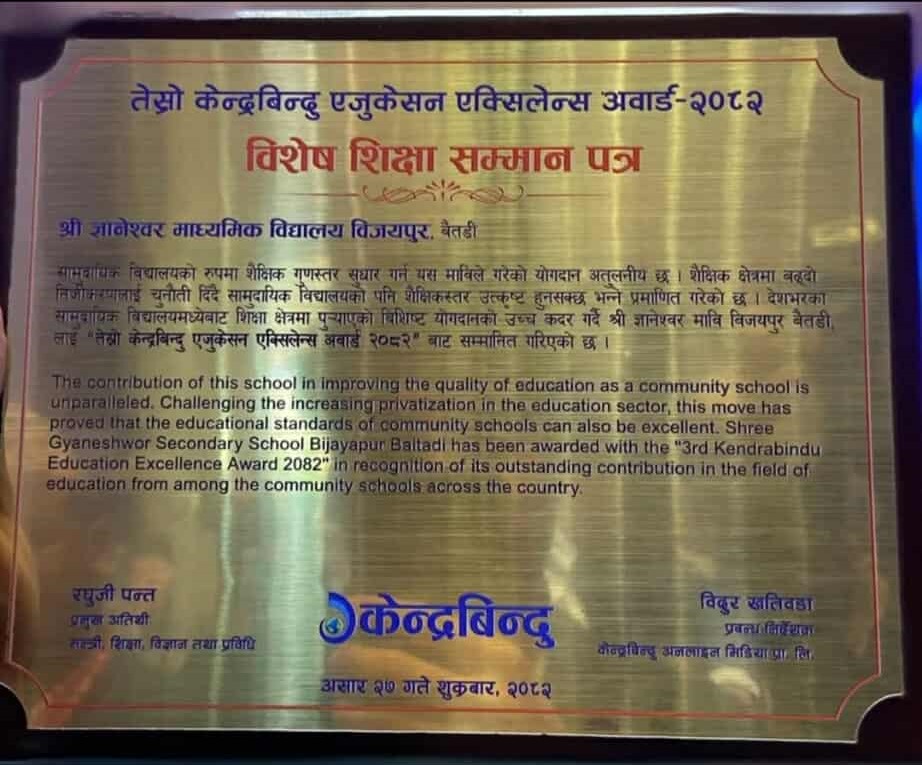 तेस्रो केन्द्रबिन्दु एजुकेसन एक्सिलेन्स अवार्ड-२०८२
विशेष शिक्षा सम्मान पत्र
श्री ज्ञानेश्वर माध्यमिक विद्यालय विजयपुर, बैतडी
सामुदायिक विद्यालयको रुपमा शैक्षिक गुणस्तर सुधार गर्न यस माविले गरेको योगदान अतुलनीय छ । शैक्षिक क्षेत्रमा बढ्दो
निजीकरणलाई चुनौती दिँदै सामुदायिक विद्यालयको पनि शैक्षिकस्तर उत्कृष्ट हुनसक्छ भन्ने प्रमाणित गरेको छ । देशभरका
सामुदायिक विद्यालयमध्येबाट शिक्षा क्षेत्रमा पुर्‍याएको बिशिष्ट योगदानको उच्च कदर गर्दै श्री ज्ञानेश्वर मावि विजयपुर बैतडी,
लाई "तेस्रो केन्द्रबिन्दु एजुकेसन एक्सिलेन्स अवार्ड २०८२" बाट सम्मानित गरिएको छ ।
The contribution of this school in improving the quality of education as a community school is
unparalleled. Challenging the increasing privatization in the education sector, this move has
proved that the educational standards of community schools can also be excellent. Shree
Gyaneshwor Secondary School Bijayapur Baitadi has been awarded with the "3rd Kendrabindu
Education Excellence Award 2082" in recognition of its outstanding contribution in the field of
education from among the community schools across the country.
रघुजी पन्त
प्रमुख अतिथी
मन्त्री, शिक्षा, विज्ञान तथा प्रविधि
केन्द्रबिन्दु
असार २७ गते शुक्रबार, २०८२
विदुर खतिवडा
प्रबन्ध निर्देशक
केन्द्रबिन्दु अनलाइन मिडिया प्रा. लि.